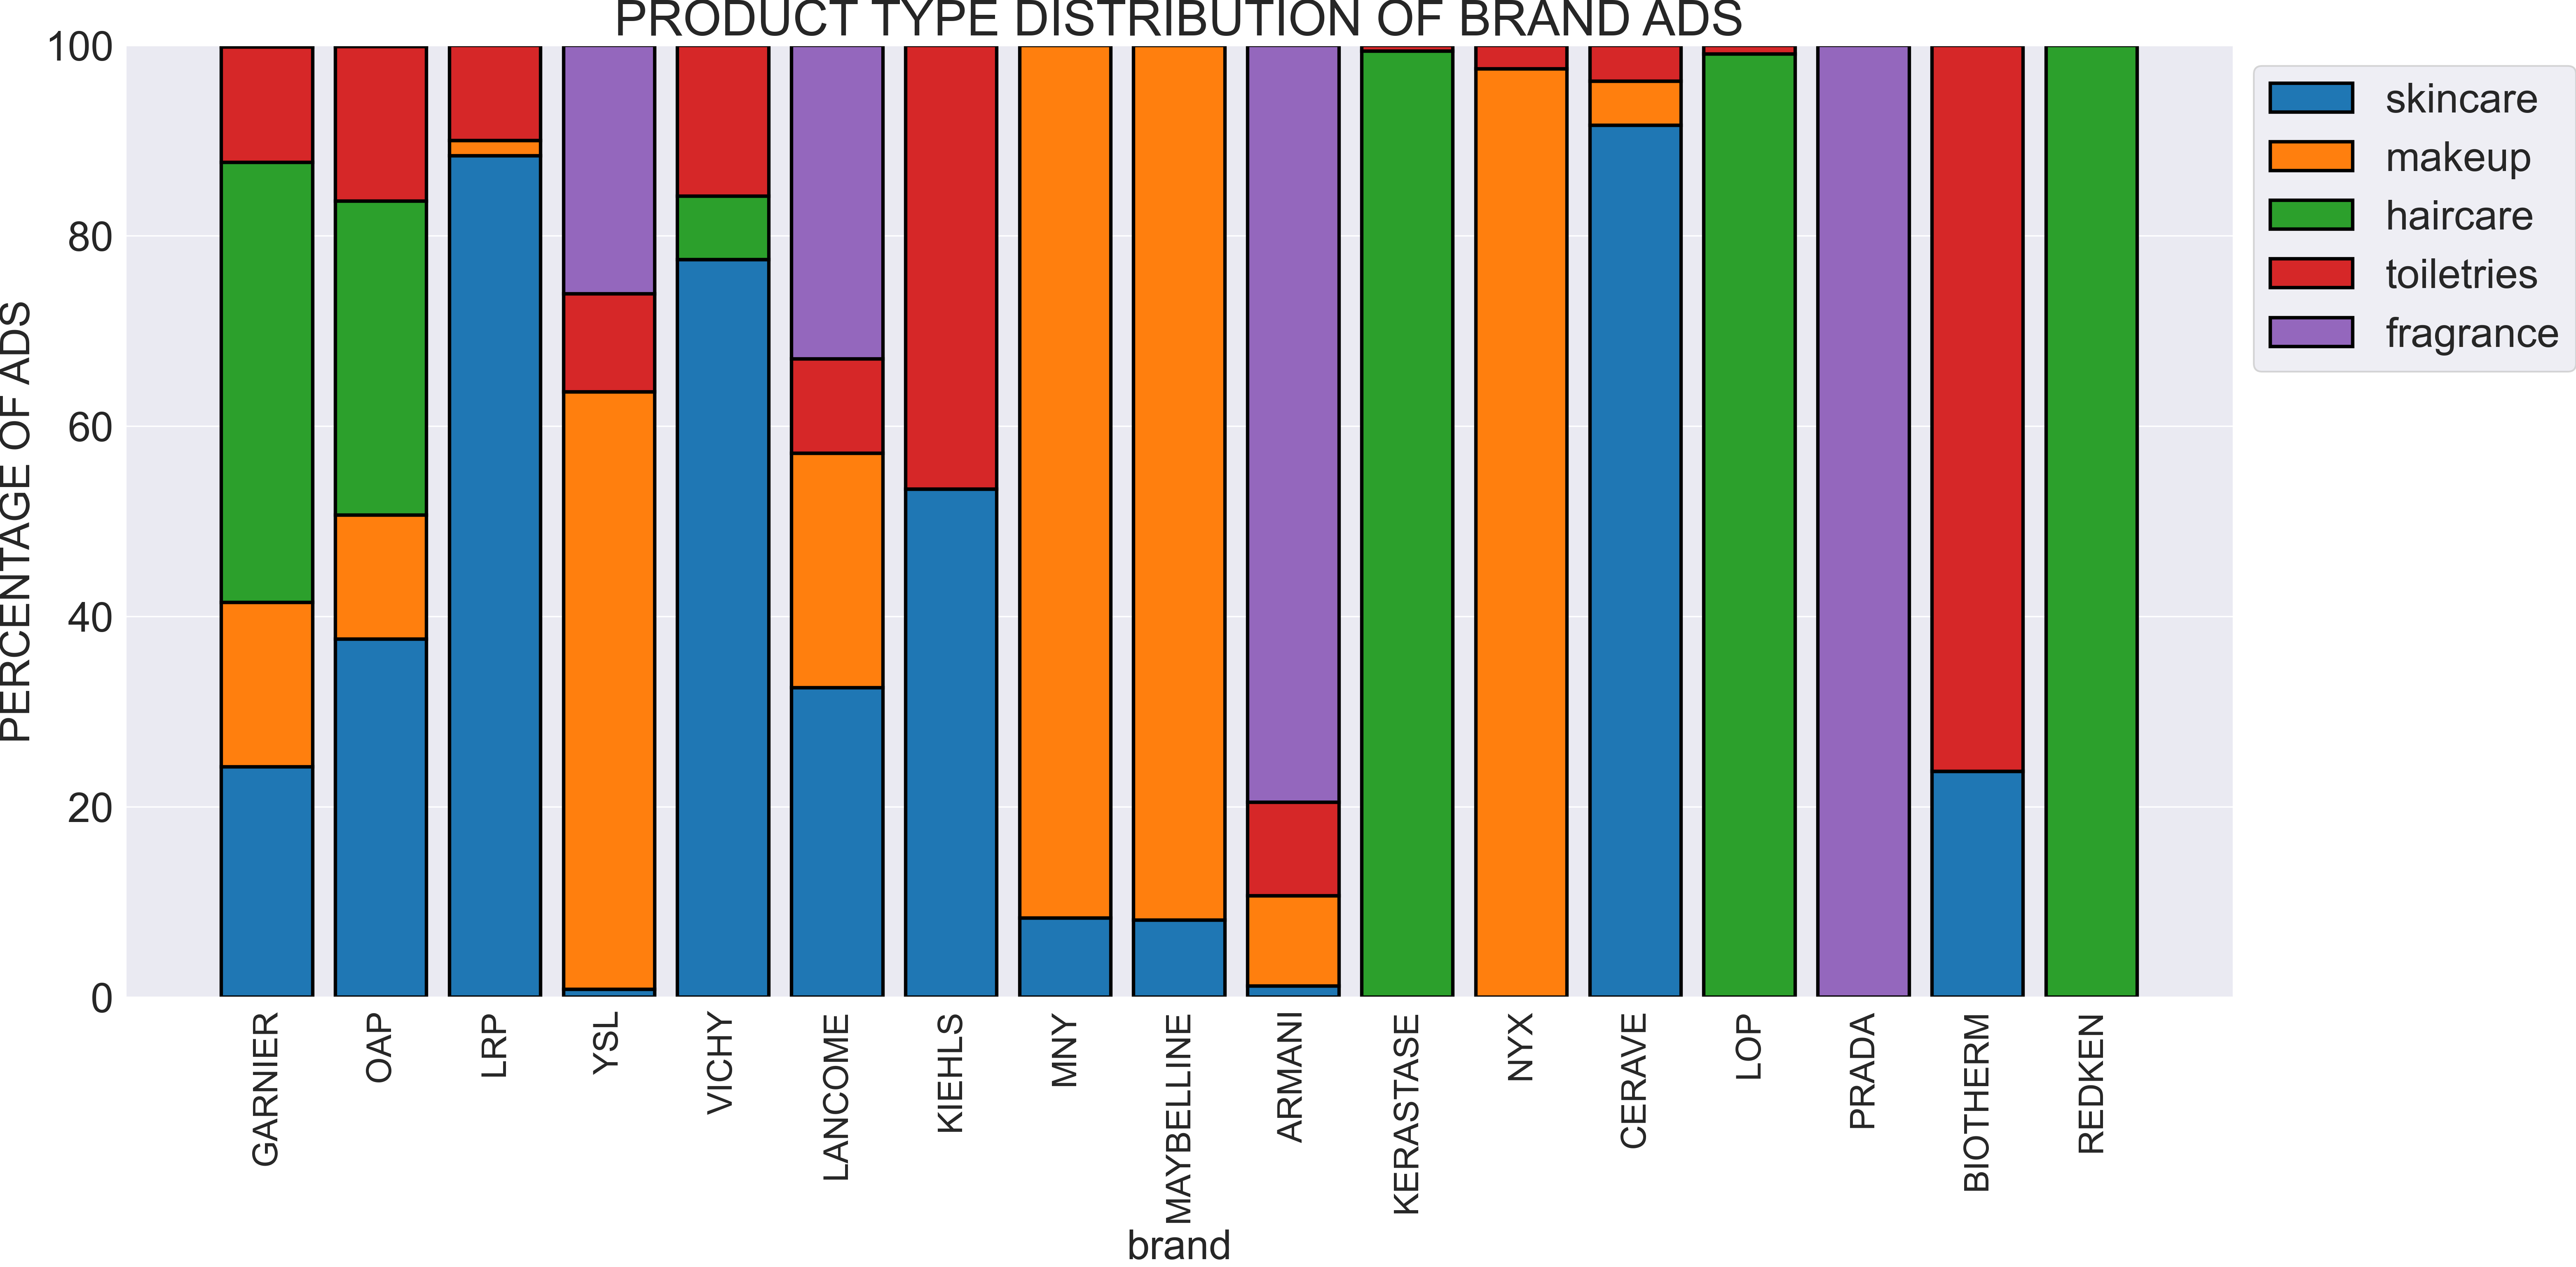 PRODUCT TYPE DISTRIBUTION OF BRAND ADS
PERCENTAGE OF ADS
100
80
60
40
20
0
skincare
makeup
haircare
toiletries
fragrance
GARNIER
OAP
LRP
YSL
VICHY
LANCOME
KIEHLS
MNY
MAYBELLINE
ARMANI
KERASTASE
NYX
CERAVE
LOP
PRADA
BIOTHERM
REDKEN
brand